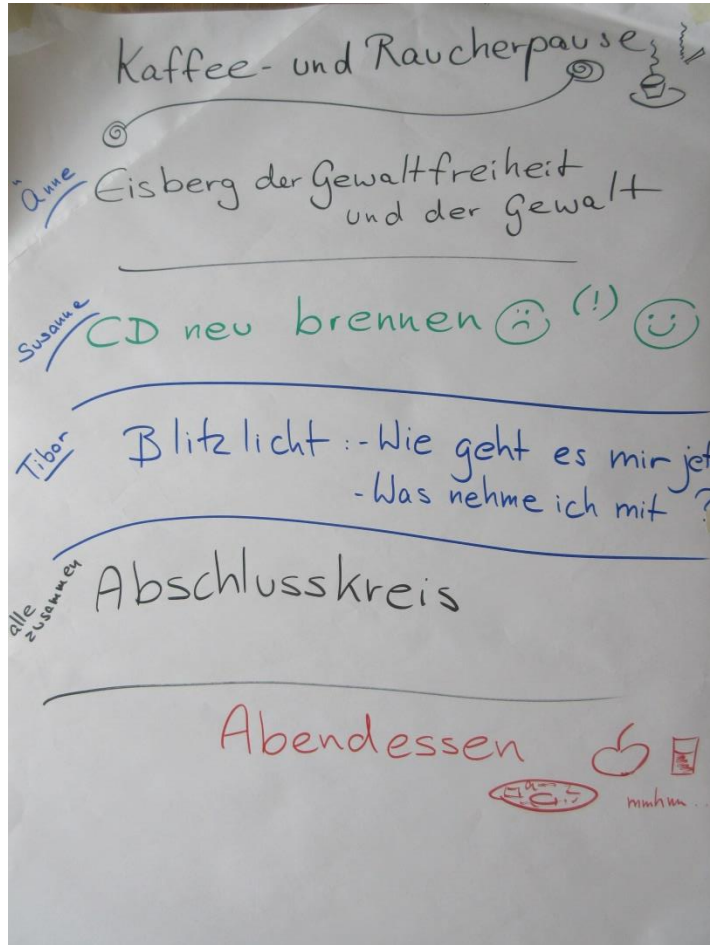 Kaffee- und Raucherpause
Änne
Eisberg der Gewaltfreiheit
und der Gewalt
Susanne
CD neu brennen (!)
Tibor
Blitzlicht :- Wie geht es mir jet
- Was nehme ich mit ?
alle
zusammen
Abschlusskreis
Abendessen
mmhm...